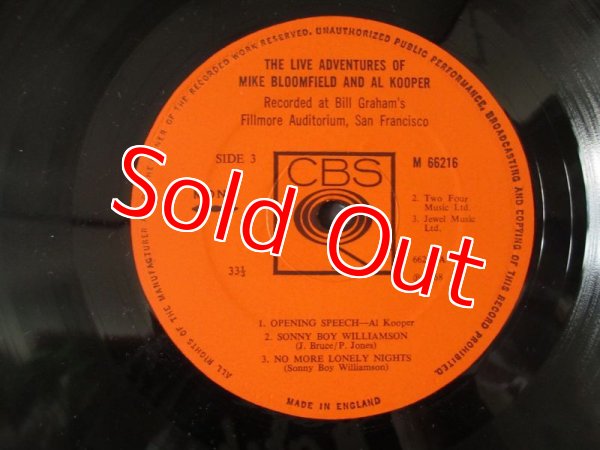 ALL RIGHTS OF THE MANUFACTURER OF THE RECORDED WORK RESERVED. UNAUTHORIZED PUBLIC PERFORMANCE, BROADCASTING AND COPYING OF THIS RECORD PROHIBITED.
THE LIVE ADVENTURES OF
MIKE BLOOMFIELD AND AL KOOPER
Recorded at Bill Graham's
Fillmore Auditorium, San Francisco
SIDE 3
CBS
M 66216
2. Two Four
Music Ltd.
3. Jewel Music
Ltd.
Sold Out
33⅓
1. OPENING SPEECH—Al Kooper
2. SONNY BOY WILLIAMSON
(J. Bruce/P. Jones)
3. NO MORE LONELY NIGHTS
(Sonny Boy Williamson)
MADE IN ENGLAND